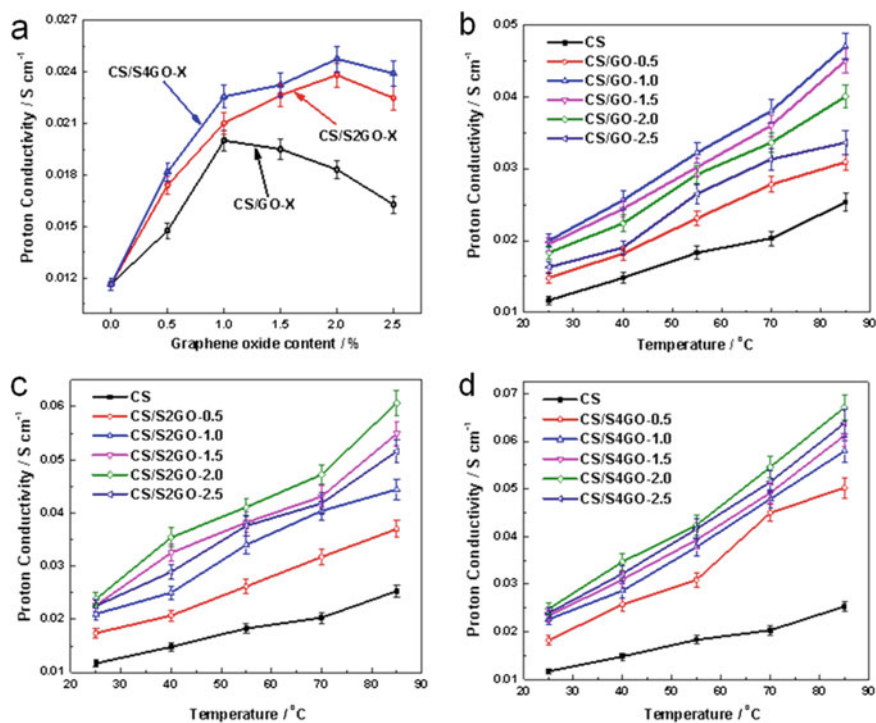 a
Proton Conductivity / S cm⁻¹
0.027
0.024
0.021
0.018
0.015
0.012
CS/S4GO-X
CS/S2GO-X
CS/GO-X
0.0 0.5 1.0 1.5 2.0 2.5
Graphene oxide content / %
b
Proton Conductivity / S cm⁻¹
0.05
0.04
0.03
0.02
0.01
CS
CS/GO-0.5
CS/GO-1.0
CS/GO-1.5
CS/GO-2.0
CS/GO-2.5
20 30 40 50 60 70 80 90
Temperature / °C
c
Proton Conductivity / S cm⁻¹
0.06
0.05
0.04
0.03
0.02
0.01
CS
CS/S2GO-0.5
CS/S2GO-1.0
CS/S2GO-1.5
CS/S2GO-2.0
CS/S2GO-2.5
20 30 40 50 60 70 80 90
Temperature / °C
d
Proton Conductivity / S cm⁻¹
0.07
0.06
0.05
0.04
0.03
0.02
0.01
CS
CS/S4GO-0.5
CS/S4GO-1.0
CS/S4GO-1.5
CS/S4GO-2.0
CS/S4GO-2.5
20 30 40 50 60 70 80 90
Temperature / °C